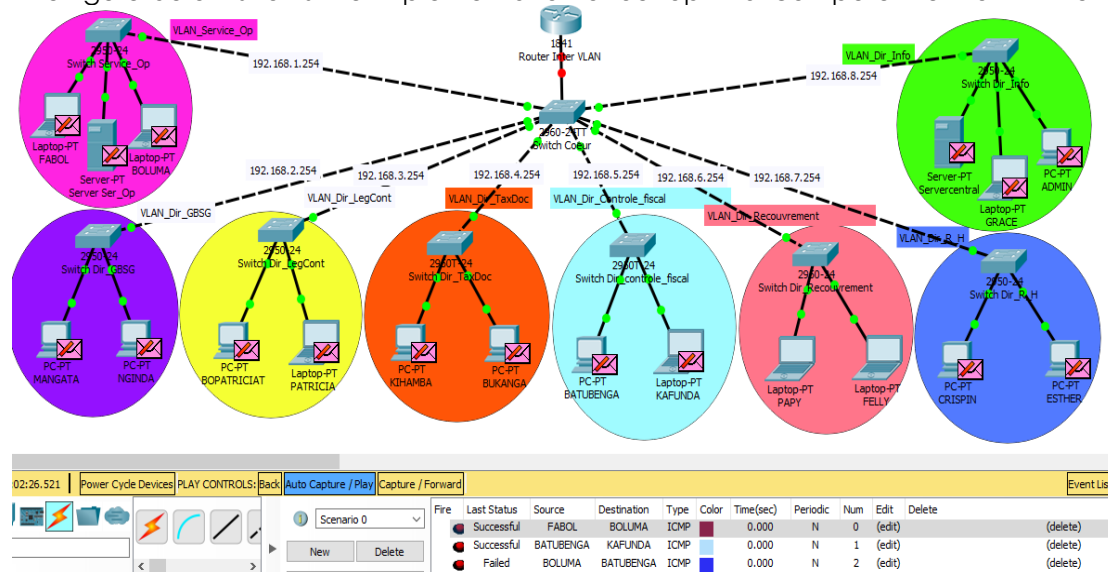 VLAN_Service_Op
2950-24
Switch Service_Op
192.168.1.254
1841
Router Inter VLAN
VLAN_Dir_Info
2950-24
Switch Dir_Info
192.168.8.254
2960-24TT
Switch Coeur
Laptop-PT
FABOL
Server-PT
Server Ser_Op
Laptop-PT
BOLUMA
Server-PT
Servercentral
Laptop-PT
GRACE
PC-PT
ADMIN
192.168.2.254
192.168.3.254
192.168.4.254
192.168.5.254
192.168.6.254
192.168.7.254
VLAN_Dir_GBSG
VLAN_Dir_LegCont
VLAN_Dir_TaxDoc
VLAN_Dir_Controle_fiscal
VLAN_Dir_Recouvrement
VLAN_Dir_R_H
2950-24
Switch Dir_GBSG
2950-24
Switch Dir_LegCont
2950T-24
Switch Dir_TaxDoc
2950T-24
Switch Dir_controle_fiscal
2950-24
Switch Dir_Recouvrement
2950-24
Switch Dir_R_H
PC-PT
MANGATA
PC-PT
NGINDA
PC-PT
BOPATRICIAT
Laptop-PT
PATRICIA
PC-PT
KIHAMBA
PC-PT
BUKANGA
PC-PT
BATUBENGA
Laptop-PT
KAFUNDA
Laptop-PT
PAPY
Laptop-PT
FELLY
PC-PT
CRISPIN
PC-PT
ESTHER
:02:26.521 Power Cycle Devices PLAY CONTROLS: Back Auto Capture / Play Capture / Forward Event Lis
Scenario 0
New Delete
Fire Last Status Source Destination Type Color Time(sec) Periodic Num Edit Delete
Successful FABOL BOLUMA ICMP 0.000 N 0 (edit) (delete)
Successful BATUBENGA KAFUNDA ICMP 0.000 N 1 (edit) (delete)
Failed BOLUMA BATUBENGA ICMP 0.000 N 2 (edit) (delete)